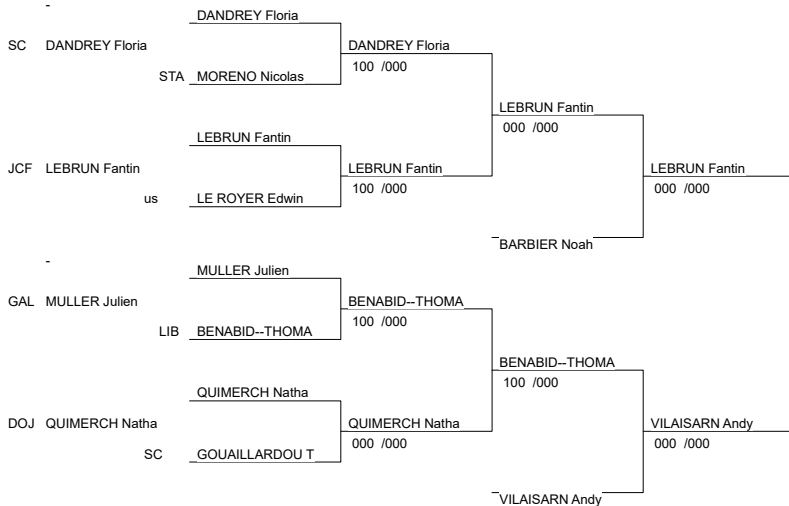 -
DANDREY Floria
SC DANDREY Floria DANDREY Floria
100 /000
STA MORENO Nicolas
LEBRUN Fantin
000 /000
LEBRUN Fantin
JCF LEBRUN Fantin LEBRUN Fantin LEBRUN Fantin
100 /000 000 /000
us LE ROYER Edwin
BARBIER Noah
-
MULLER Julien
GAL MULLER Julien BENABID--THOMA
100 /000
LIB BENABID--THOMA
BENABID--THOMA
100 /000
QUIMERCH Natha
DOJ QUIMERCH Natha QUIMERCH Natha VILAISARN Andy
000 /000 000 /000
SC GOUAILLARDOU T
VILAISARN Andy